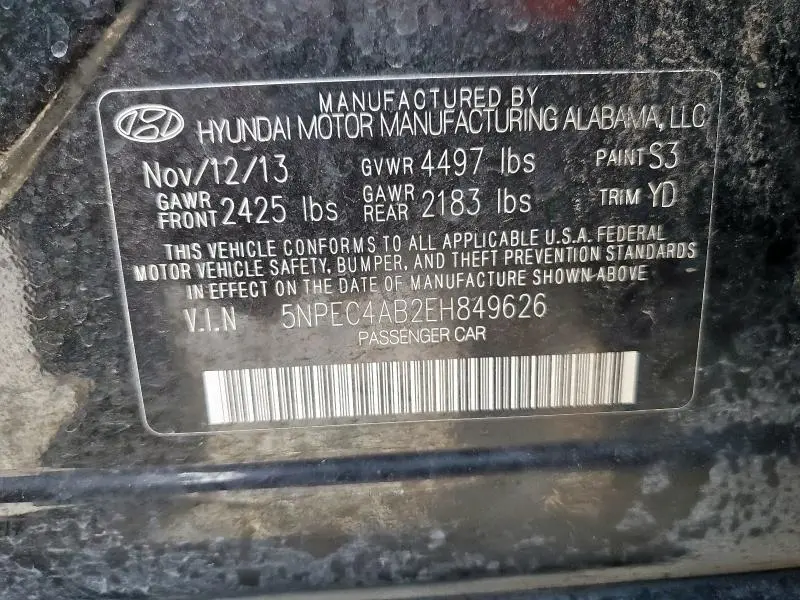 MANUFACTURED BY
HYUNDAI MOTOR MANUFACTURING ALABAMA, LLC
Nov/12/13 GVWR 4497 lbs PAINT S3
GAWR FRONT 2425 lbs GAWR REAR 2183 lbs TRIM YD
THIS VEHICLE CONFORMS TO ALL APPLICABLE U.S.A. FEDERAL
MOTOR VEHICLE SAFETY, BUMPER, AND THEFT PREVENTION STANDARDS
IN EFFECT ON THE DATE OF MANUFACTURE SHOWN ABOVE
V.I.N 5NPEC4AB2EH849626
PASSENGER CAR